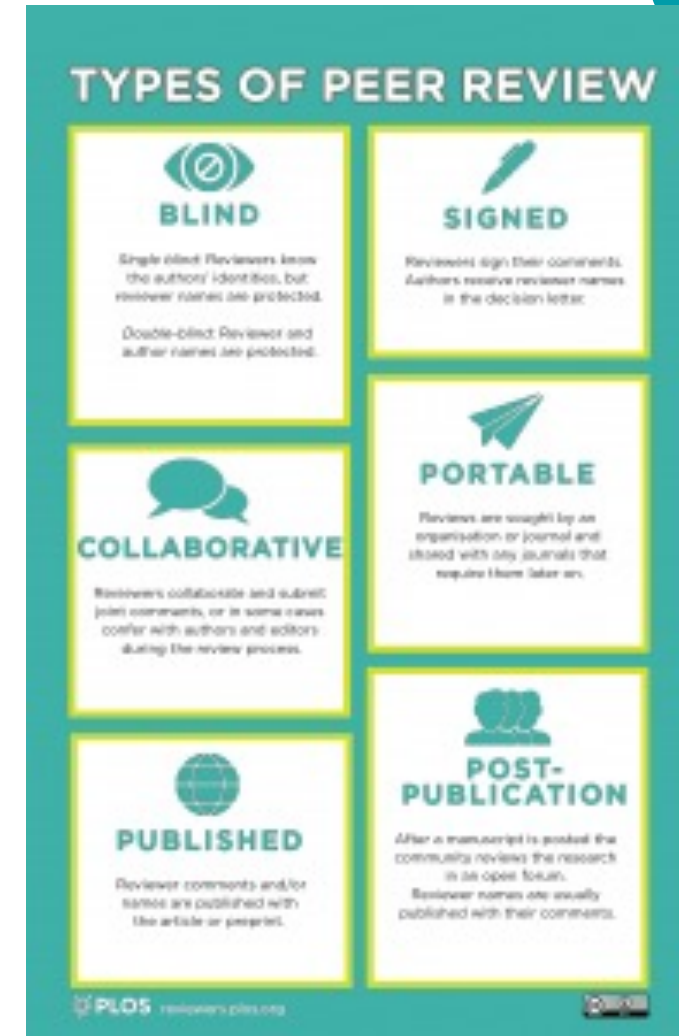 TYPES OF PEER REVIEW
BLIND
Single-blind: Reviewers know
the authors' identities, but
reviewer names are protected.
Double-blind: Reviewer and
author names are protected.
SIGNED
Reviewers sign their comments.
Authors receive reviewer names
in the decision letter.
COLLABORATIVE
Reviewers collaborate and submit
joint comments, or in some cases
confer with authors and editors
during the review process.
PORTABLE
Reviews are sought by an
organisation or journal and
shared with any journals that
require them later on.
PUBLISHED
Reviewer comments and/or
names are published with
the article or preprint.
POST-
PUBLICATION
After a manuscript is posted the
community reviews the research
in an open forum.
Reviewer names are usually
published with their comments.
PLOS reviewers.plos.org